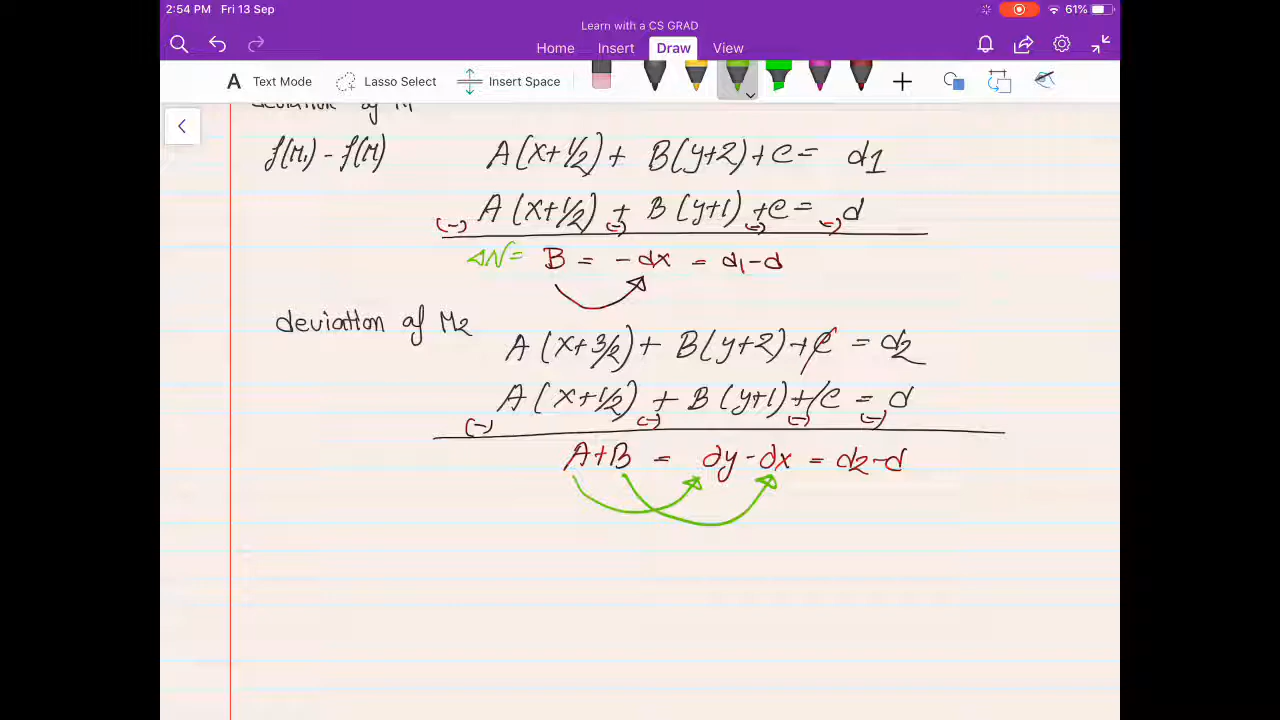 2:54 PM Fri 13 Sep 61%
Learn with a CS GRAD
Home Insert Draw View
A Text Mode Lasso Select Insert Space
deviation of M
f(M1) - f(M) A(x+1/2) + B(y+2) + C = d1
A(x+1/2) + B(y+1) + C = d
(-) (-) (-) (-)
ΔN = B = -dx = d1-d
deviation of M2
A(x+3/2) + B(y+2) + C = d2
A(x+1/2) + B(y+1) + C = d
(-) (-) (-) (-)
A+B = dy-dx = d2-d